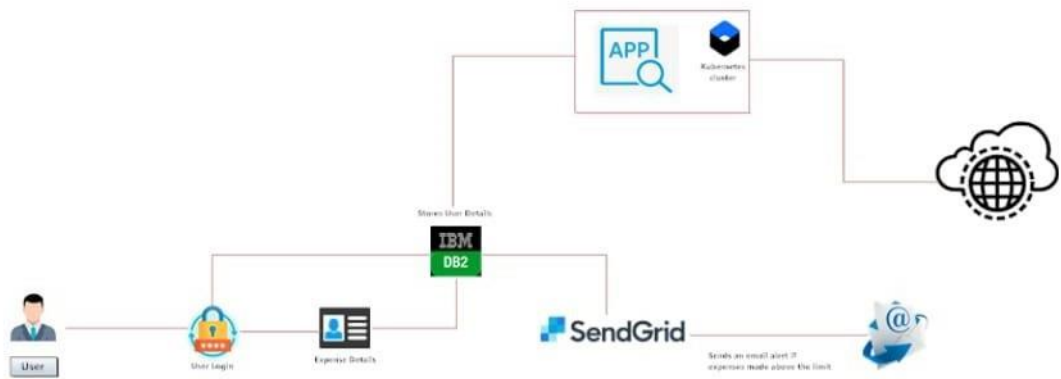 APP
Kubernetes
cluster
Stores User Details
IBM
DB2
SendGrid
@
User
User Login
Expense Details
Sends an email alert if
expenses made above the limit